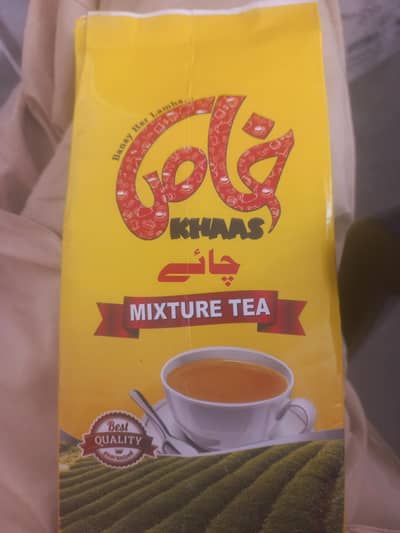 Banay Har Lamha
خاص
KHAAS
چائے
MIXTURE TEA
Best
QUALITY